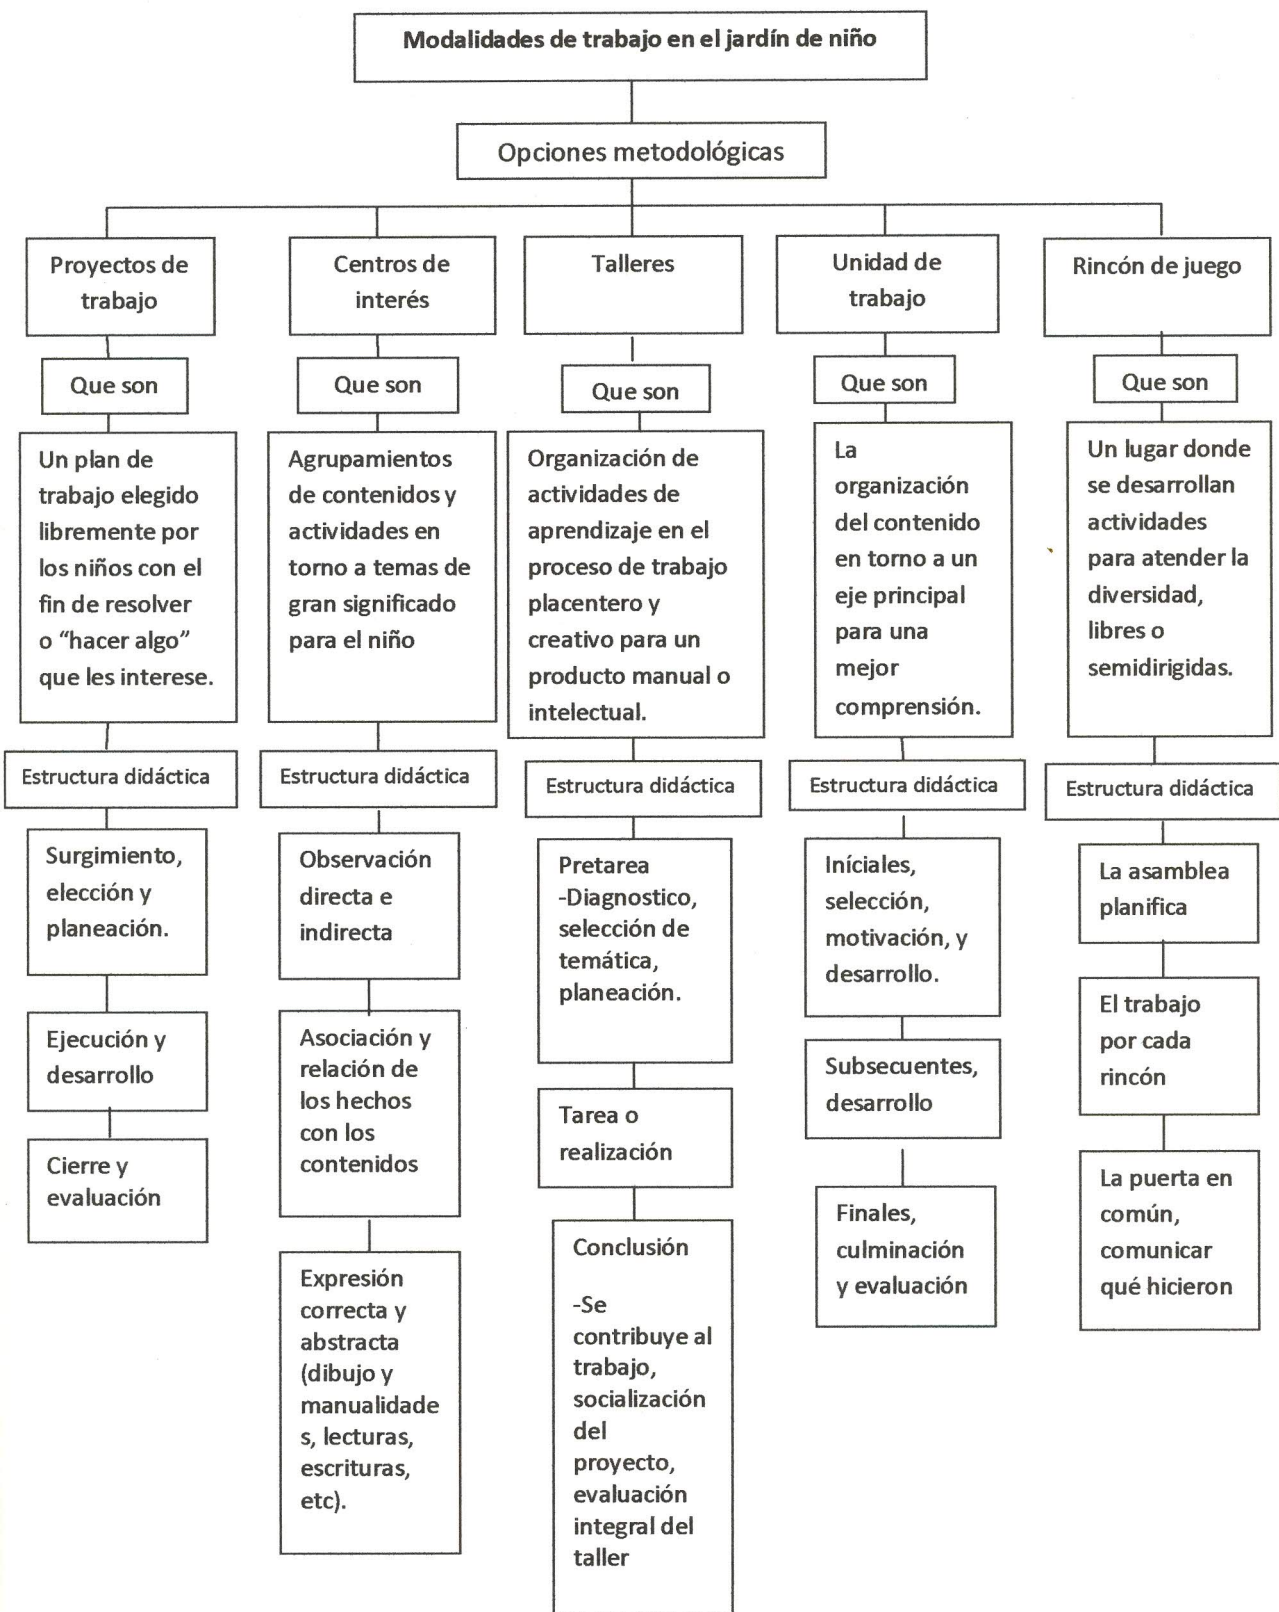 Modalidades de trabajo en el jardín de niño
Opciones metodológicas
Proyectos de
trabajo
Que son
Un plan de
trabajo elegido
libremente por
los niños con el
fin de resolver
o “hacer algo”
que les interese.
Estructura didáctica
Surgimiento,
elección y
planeación.
Ejecución y
desarrollo
Cierre y
evaluación
Centros de
interés
Que son
Agrupamientos
de contenidos y
actividades en
torno a temas de
gran significado
para el niño
Estructura didáctica
Observación
directa e
indirecta
Asociación y
relación de
los hechos
con los
contenidos
Expresión
correcta y
abstracta
(dibujo y
manualidade
s, lecturas,
escrituras,
etc).
Talleres
Que son
Organización de
actividades de
aprendizaje en el
proceso de trabajo
placentero y
creativo para un
producto manual o
intelectual.
Estructura didáctica
Pretarea
-Diagnostico,
selección de
temática,
planeación.
Tarea o
realización
Conclusión
-Se
contribuye al
trabajo,
socialización
del
proyecto,
evaluación
integral del
taller
Unidad de
trabajo
Que son
La
organización
del contenido
en torno a un
eje principal
para una
mejor
comprensión.
Estructura didáctica
Iníciales,
selección,
motivación, y
desarrollo.
Subsecuentes,
desarrollo
Finales,
culminación
y evaluación
Rincón de juego
Que son
Un lugar donde
se desarrollan
actividades
para atender la
diversidad,
libres o
semidirigidas.
Estructura didáctica
La asamblea
planifica
El trabajo
por cada
rincón
La puerta en
común,
comunicar
qué hicieron